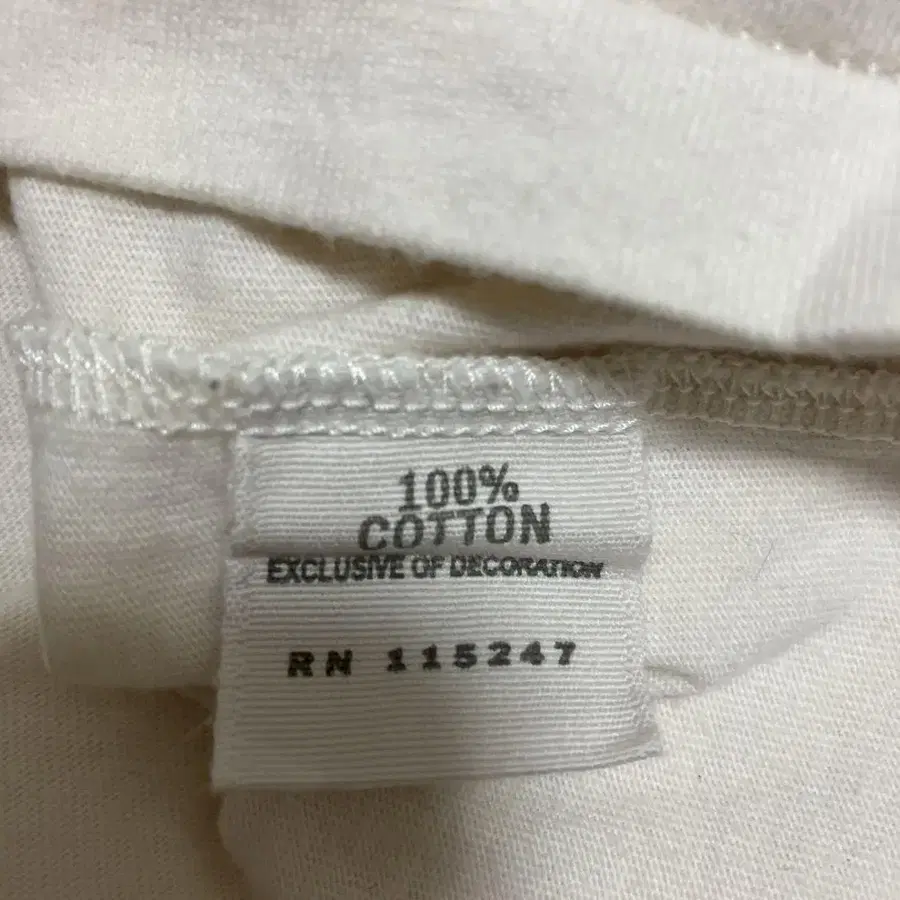 100%
COTTON
EXCLUSIVE OF DECORATION
RN 115247